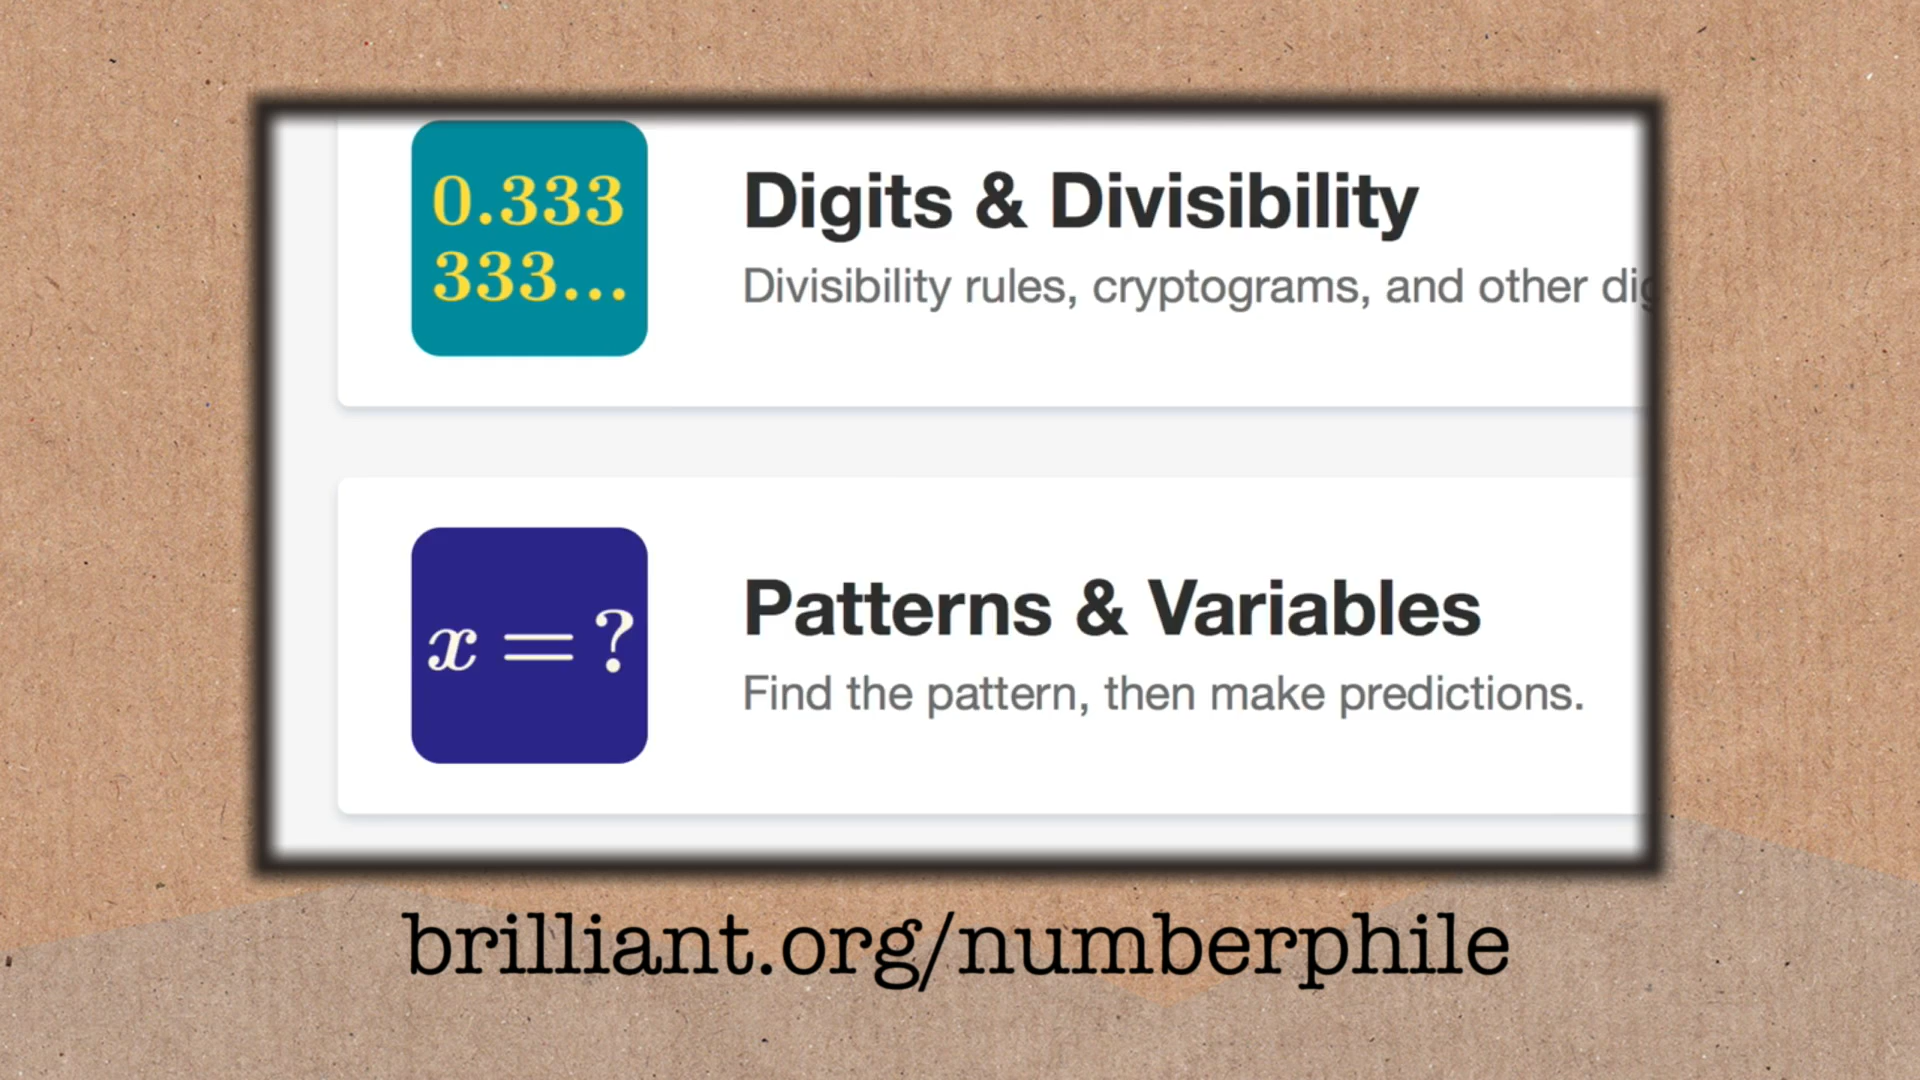 0.333
333...
Digits & Divisibility
Divisibility rules, cryptograms, and other
x = ?
Patterns & Variables
Find the pattern, then make predictions.
brilliant.org/numberphile